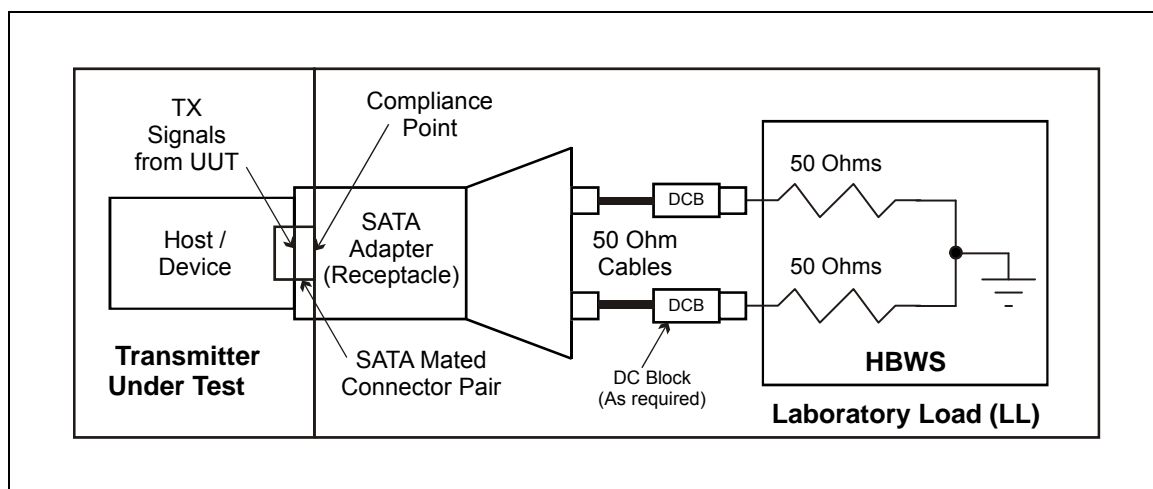 TX
Signals
from UUT
Compliance
Point
Host /
Device
SATA
Adapter
(Receptacle)
50 Ohm
Cables
DCB
DCB
50 Ohms
50 Ohms
HBWS
Transmitter
Under Test
SATA Mated
Connector Pair
DC Block
(As required)
Laboratory Load (LL)